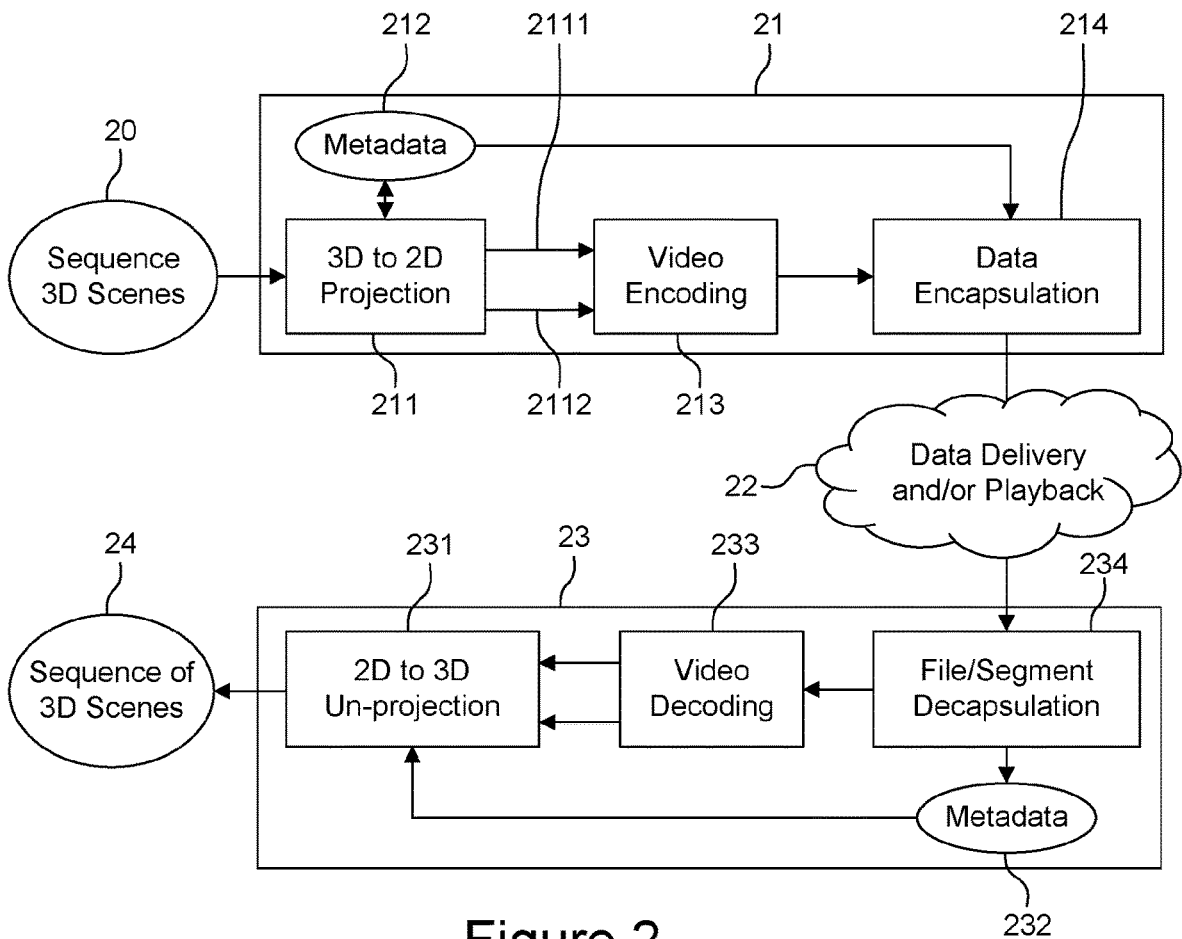 212
2111
21
214
20
Metadata
Sequence
3D Scenes
3D to 2D
Projection
Video
Encoding
Data
Encapsulation
211
2112
213
22
Data Delivery
and/or Playback
24
231
23
233
234
Sequence of
3D Scenes
2D to 3D
Un-projection
Video
Decoding
File/Segment
Decapsulation
Metadata
232
Figure 2